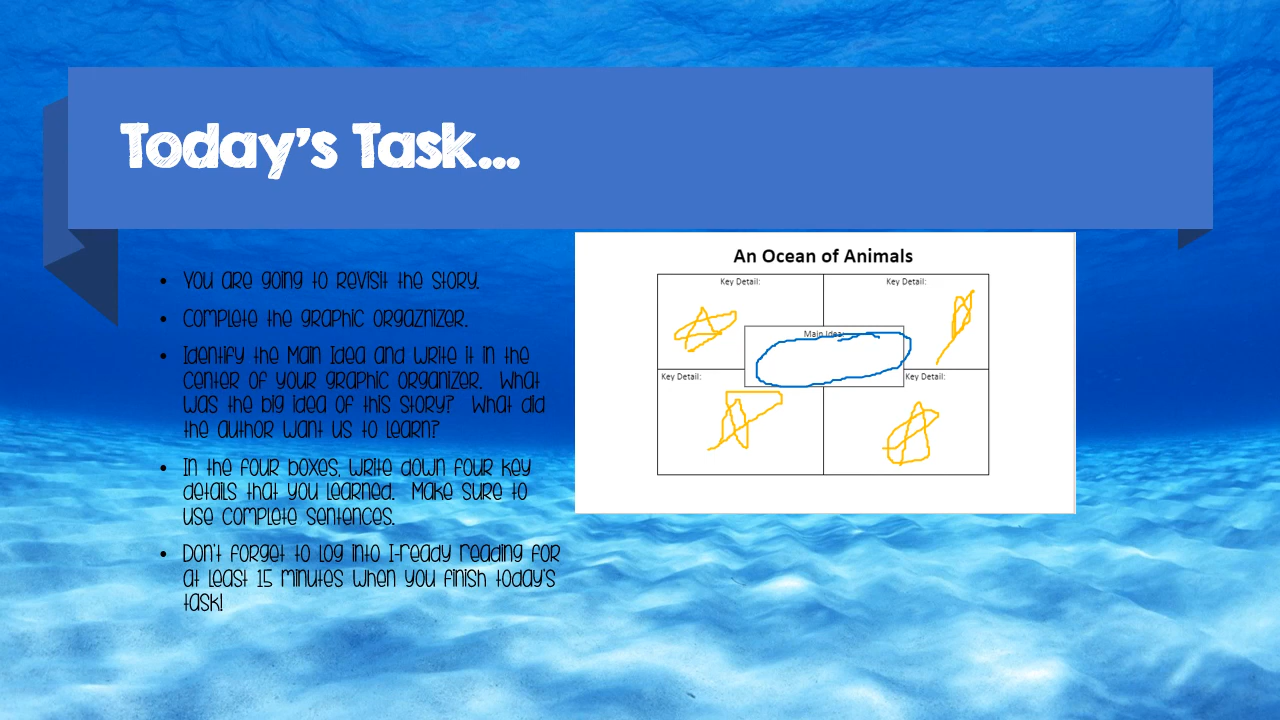 Today's Task...
You are going to revisit the story.
Complete the graphic orgaznizer.
Identify the Main Idea and write it in the
center of your graphic organizer. What
was the big idea of this story? What did
the author want us to learn?
In the four boxes, write down four key
details that you learned. Make sure to
use complete sentences.
Don't forget to log into I-ready reading for
at least 15 minutes when you finish today's
task!
An Ocean of Animals
Key Detail:
Key Detail:
Main Idea:
Key Detail:
Key Detail: